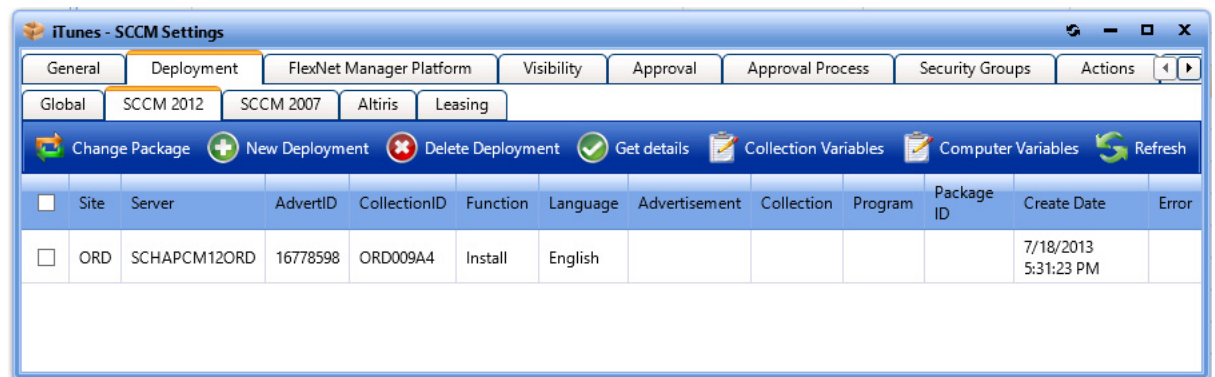 iTunes - SCCM Settings
General Deployment FlexNet Manager Platform Visibility Approval Approval Process Security Groups Actions
Global SCCM 2012 SCCM 2007 Altiris Leasing
Change Package New Deployment Delete Deployment Get details Collection Variables Computer Variables Refresh
Site Server AdvertID CollectionID Function Language Advertisement Collection Program Package ID Create Date Error
ORD SCHAPCM12ORD 16778598 ORD009A4 Install English 7/18/2013 5:31:23 PM